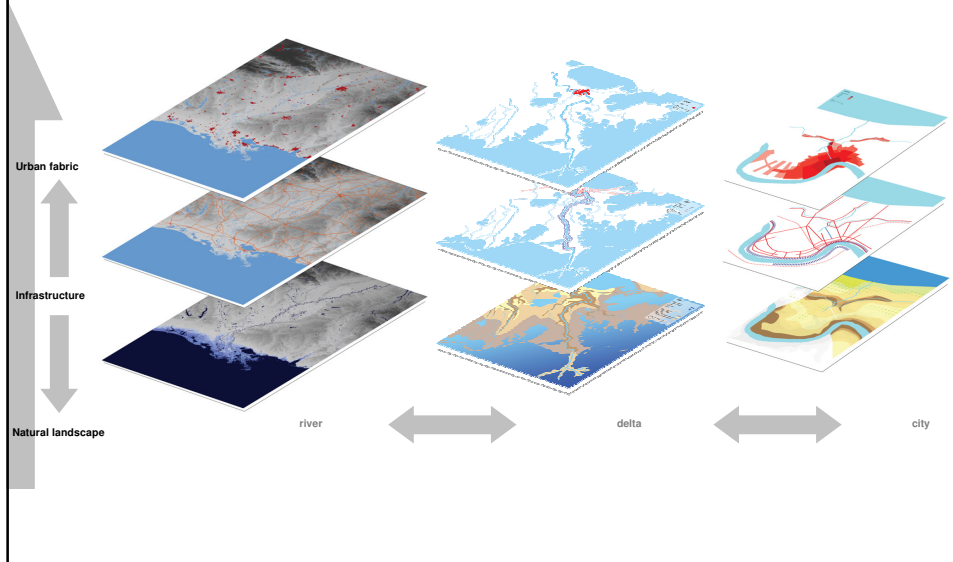 Urban fabric
Infrastructure
Natural landscape
river
delta
city